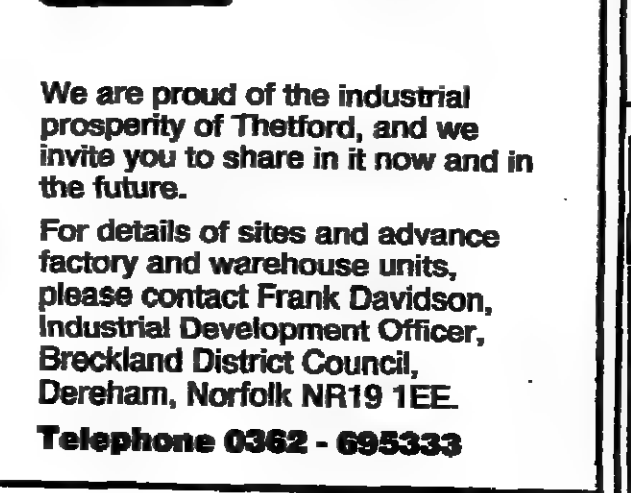 We are proud of the industrial
prosperity of Thetford, and we
invite you to share in it now and in
the future.
For details of sites and advance
factory and warehouse units,
please contact Frank Davidson,
Industrial Development Officer,
Breckland District Council,
Dereham, Norfolk NR19 1EE.
Telephone 0362 - 695333